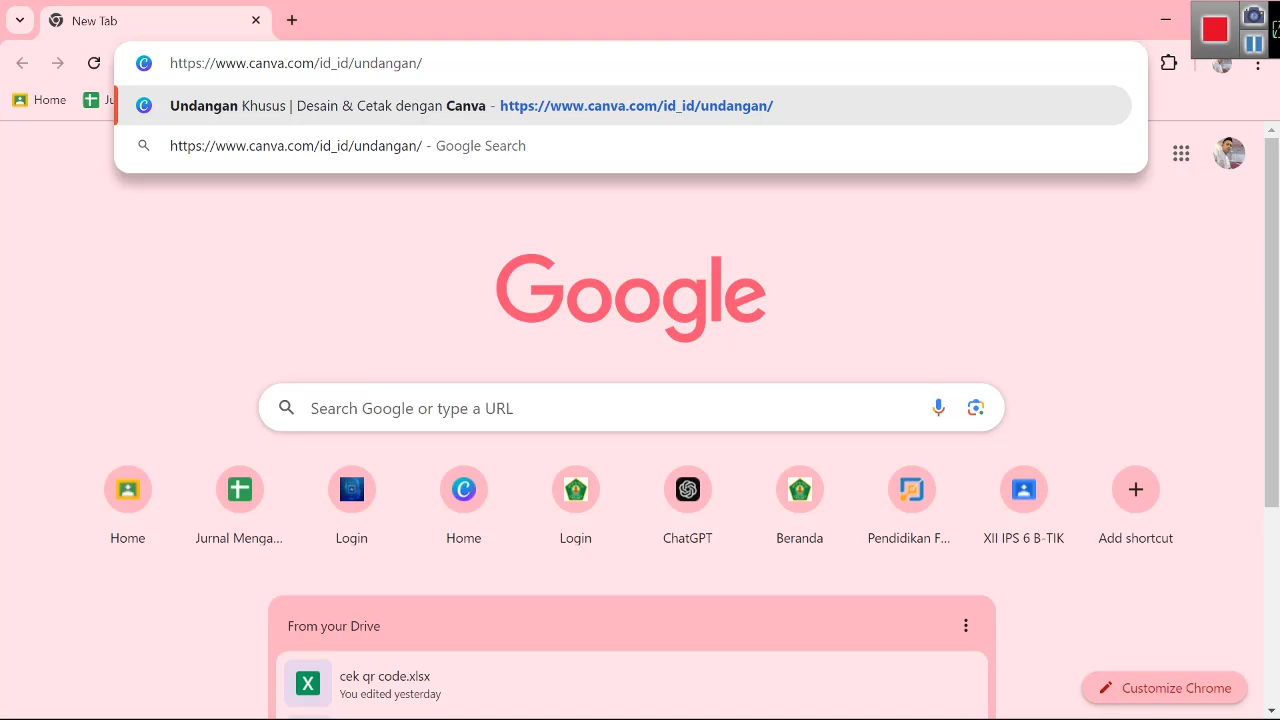 New Tab
https://www.canva.com/id_id/undangan/
Home
Undangan Khusus | Desain & Cetak dengan Canva - https://www.canva.com/id_id/undangan/
https://www.canva.com/id_id/undangan/ - Google Search
Google
Search Google or type a URL
Home
Jurnal Menga...
Login
Home
Login
ChatGPT
Beranda
Pendidikan F...
XII IPS 6 B-TIK
Add shortcut
From your Drive
cek qr code.xlsx
You edited yesterday
Customize Chrome